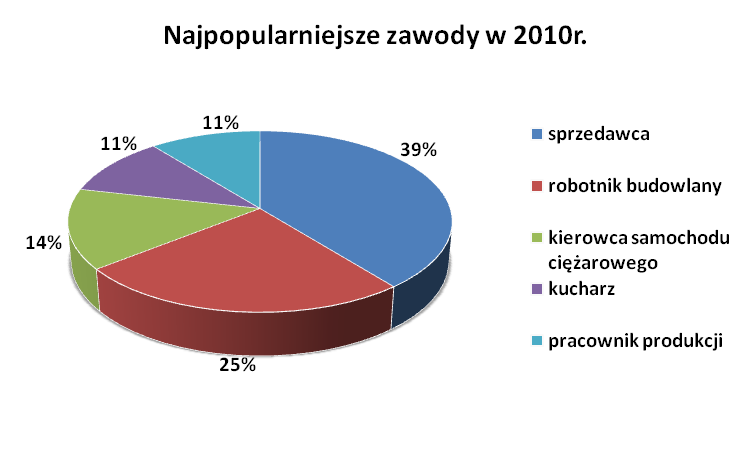 Najpopularniejsze zawody w 2010r.
11%
39%
11%
14%
25%
sprzedawca
robotnik budowlany
kierowca samochodu
ciężarowego
kucharz
pracownik produkcji